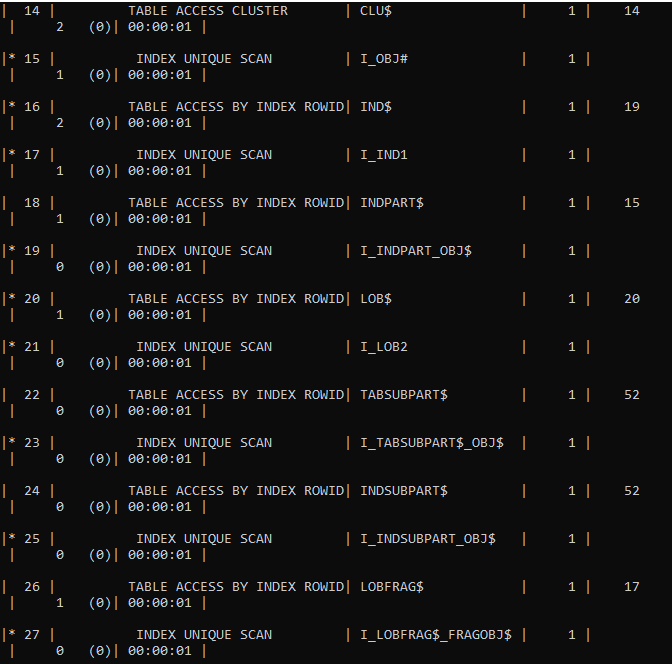 |  14 |         TABLE ACCESS CLUSTER       | CLU$                |     1 |    14
 |     2   (0)| 00:00:01 |
|* 15 |          INDEX UNIQUE SCAN         | I_OBJ#              |     1 |
 |     1   (0)| 00:00:01 |
|* 16 |         TABLE ACCESS BY INDEX ROWID| IND$                |     1 |    19
 |     2   (0)| 00:00:01 |
|* 17 |          INDEX UNIQUE SCAN         | I_IND1              |     1 |
 |     1   (0)| 00:00:01 |
|  18 |         TABLE ACCESS BY INDEX ROWID| INDPART$            |     1 |    15
 |     1   (0)| 00:00:01 |
|* 19 |          INDEX UNIQUE SCAN         | I_INDPART_OBJ$      |     1 |
 |     0   (0)| 00:00:01 |
|* 20 |         TABLE ACCESS BY INDEX ROWID| LOB$                |     1 |    20
 |     1   (0)| 00:00:01 |
|* 21 |          INDEX UNIQUE SCAN         | I_LOB2              |     1 |
 |     0   (0)| 00:00:01 |
|  22 |         TABLE ACCESS BY INDEX ROWID| TABSUBPART$         |     1 |    52
 |     0   (0)| 00:00:01 |
|* 23 |          INDEX UNIQUE SCAN         | I_TABSUBPART$_OBJ$  |     1 |
 |     0   (0)| 00:00:01 |
|  24 |         TABLE ACCESS BY INDEX ROWID| INDSUBPART$         |     1 |    52
 |     0   (0)| 00:00:01 |
|* 25 |          INDEX UNIQUE SCAN         | I_INDSUBPART_OBJ$   |     1 |
 |     0   (0)| 00:00:01 |
|  26 |         TABLE ACCESS BY INDEX ROWID| LOBFRAG$            |     1 |    17
 |     1   (0)| 00:00:01 |
|* 27 |          INDEX UNIQUE SCAN         | I_LOBFRAG$_FRAGOBJ$ |     1 |
 |     0   (0)| 00:00:01 |